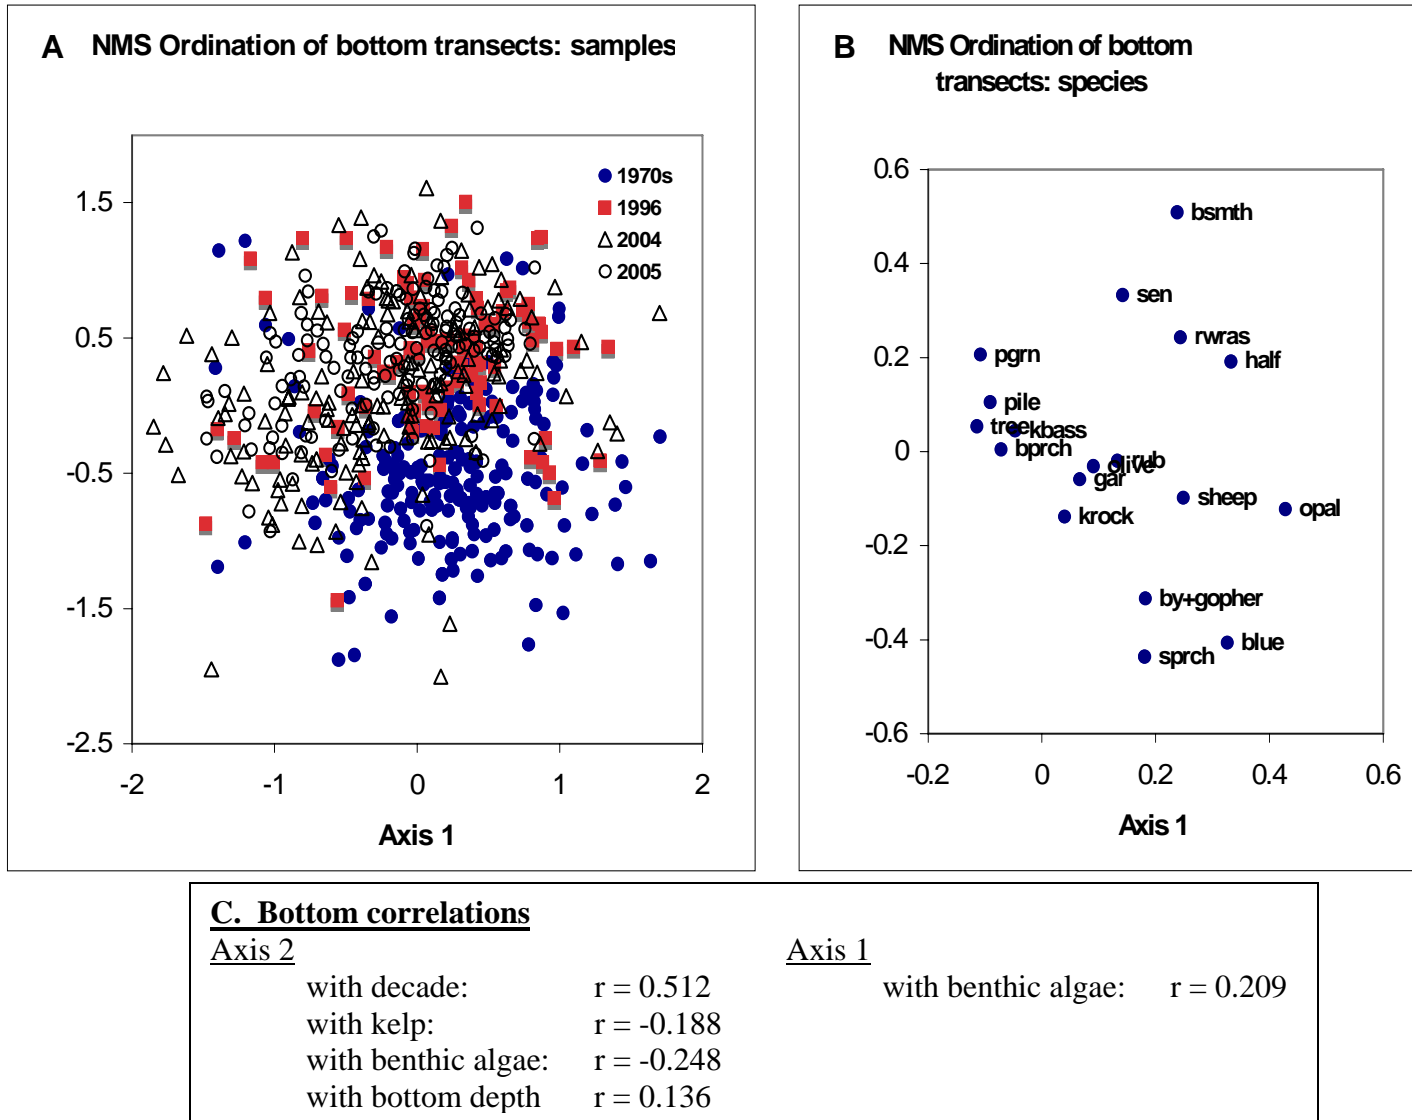 A NMS Ordination of bottom transects: samples
1970s
1996
2004
2005
1.5
0.5
-0.5
-1.5
-2.5
-2 -1 0 1 2
Axis 1
B NMS Ordination of bottom
transects: species
0.6
0.4
0.2
0
-0.2
-0.4
-0.6
bsmth
sen
rwras
half
pgrn
pile
tree
kbass
bprch
rub
olive
gar
sheep
opal
krock
by+gopher
blue
sprch
-0.2 0 0.2 0.4 0.6
Axis 1
C. Bottom correlations
Axis 2 Axis 1
with decade: r = 0.512 with benthic algae: r = 0.209
with kelp: r = -0.188
with benthic algae: r = -0.248
with bottom depth r = 0.136